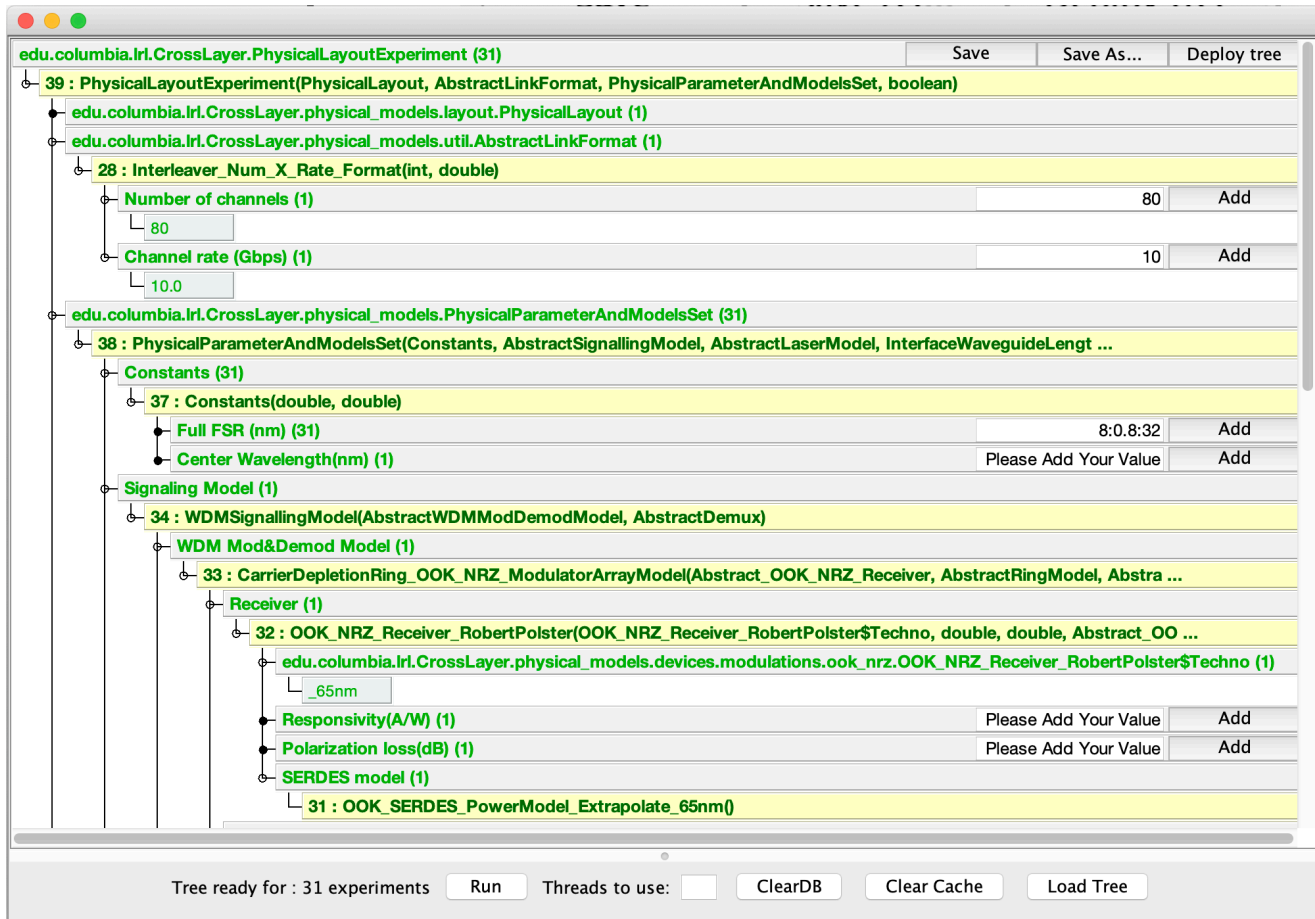 edu.columbia.lrl.CrossLayer.PhysicalLayoutExperiment (31) Save Save As... Deploy tree
39 : PhysicalLayoutExperiment(PhysicalLayout, AbstractLinkFormat, PhysicalParameterAndModelsSet, boolean)
edu.columbia.lrl.CrossLayer.physical_models.layout.PhysicalLayout (1)
edu.columbia.lrl.CrossLayer.physical_models.util.AbstractLinkFormat (1)
28 : Interleaver_Num_X_Rate_Format(int, double)
Number of channels (1) 80 Add
80
Channel rate (Gbps) (1) 10 Add
10.0
edu.columbia.lrl.CrossLayer.physical_models.PhysicalParameterAndModelsSet (31)
38 : PhysicalParameterAndModelsSet(Constants, AbstractSignallingModel, AbstractLaserModel, InterfaceWaveguideLengt ...
Constants (31)
37 : Constants(double, double)
Full FSR (nm) (31) 8:0.8:32 Add
Center Wavelength(nm) (1) Please Add Your Value Add
Signaling Model (1)
34 : WDMSignallingModel(AbstractWDMModDemodModel, AbstractDemux)
WDM Mod&Demod Model (1)
33 : CarrierDepletionRing_OOK_NRZ_ModulatorArrayModel(Abstract_OOK_NRZ_Receiver, AbstractRingModel, Abstra ...
Receiver (1)
32 : OOK_NRZ_Receiver_RobertPolster(OOK_NRZ_Receiver_RobertPolster$Techno, double, double, Abstract_OO ...
edu.columbia.lrl.CrossLayer.physical_models.devices.modulations.ook_nrz.OOK_NRZ_Receiver_RobertPolster$Techno (1)
_65nm
Responsivity(A/W) (1) Please Add Your Value Add
Polarization loss(dB) (1) Please Add Your Value Add
SERDES model (1)
31 : OOK_SERDES_PowerModel_Extrapolate_65nm()
Tree ready for : 31 experiments Run Threads to use: ClearDB Clear Cache Load Tree